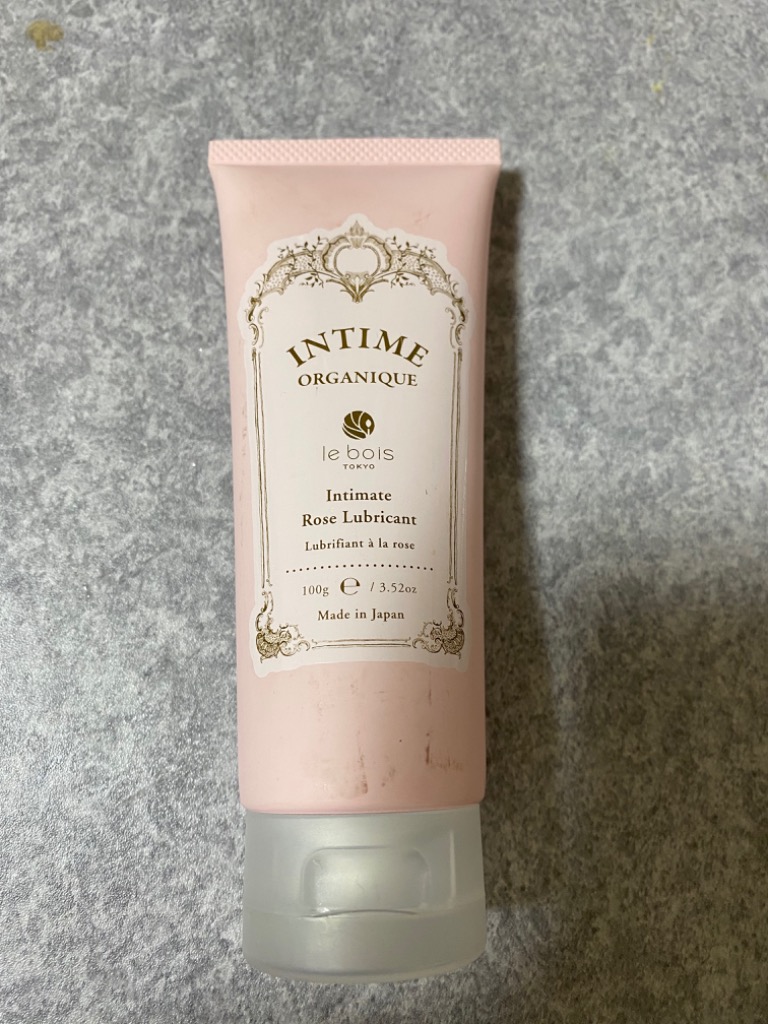 INTIME
ORGANIQUE
le bois
TOKYO
Intimate
Rose Lubricant
Lubrifiant à la rose
100g ℮ / 3.52oz
Made in Japan